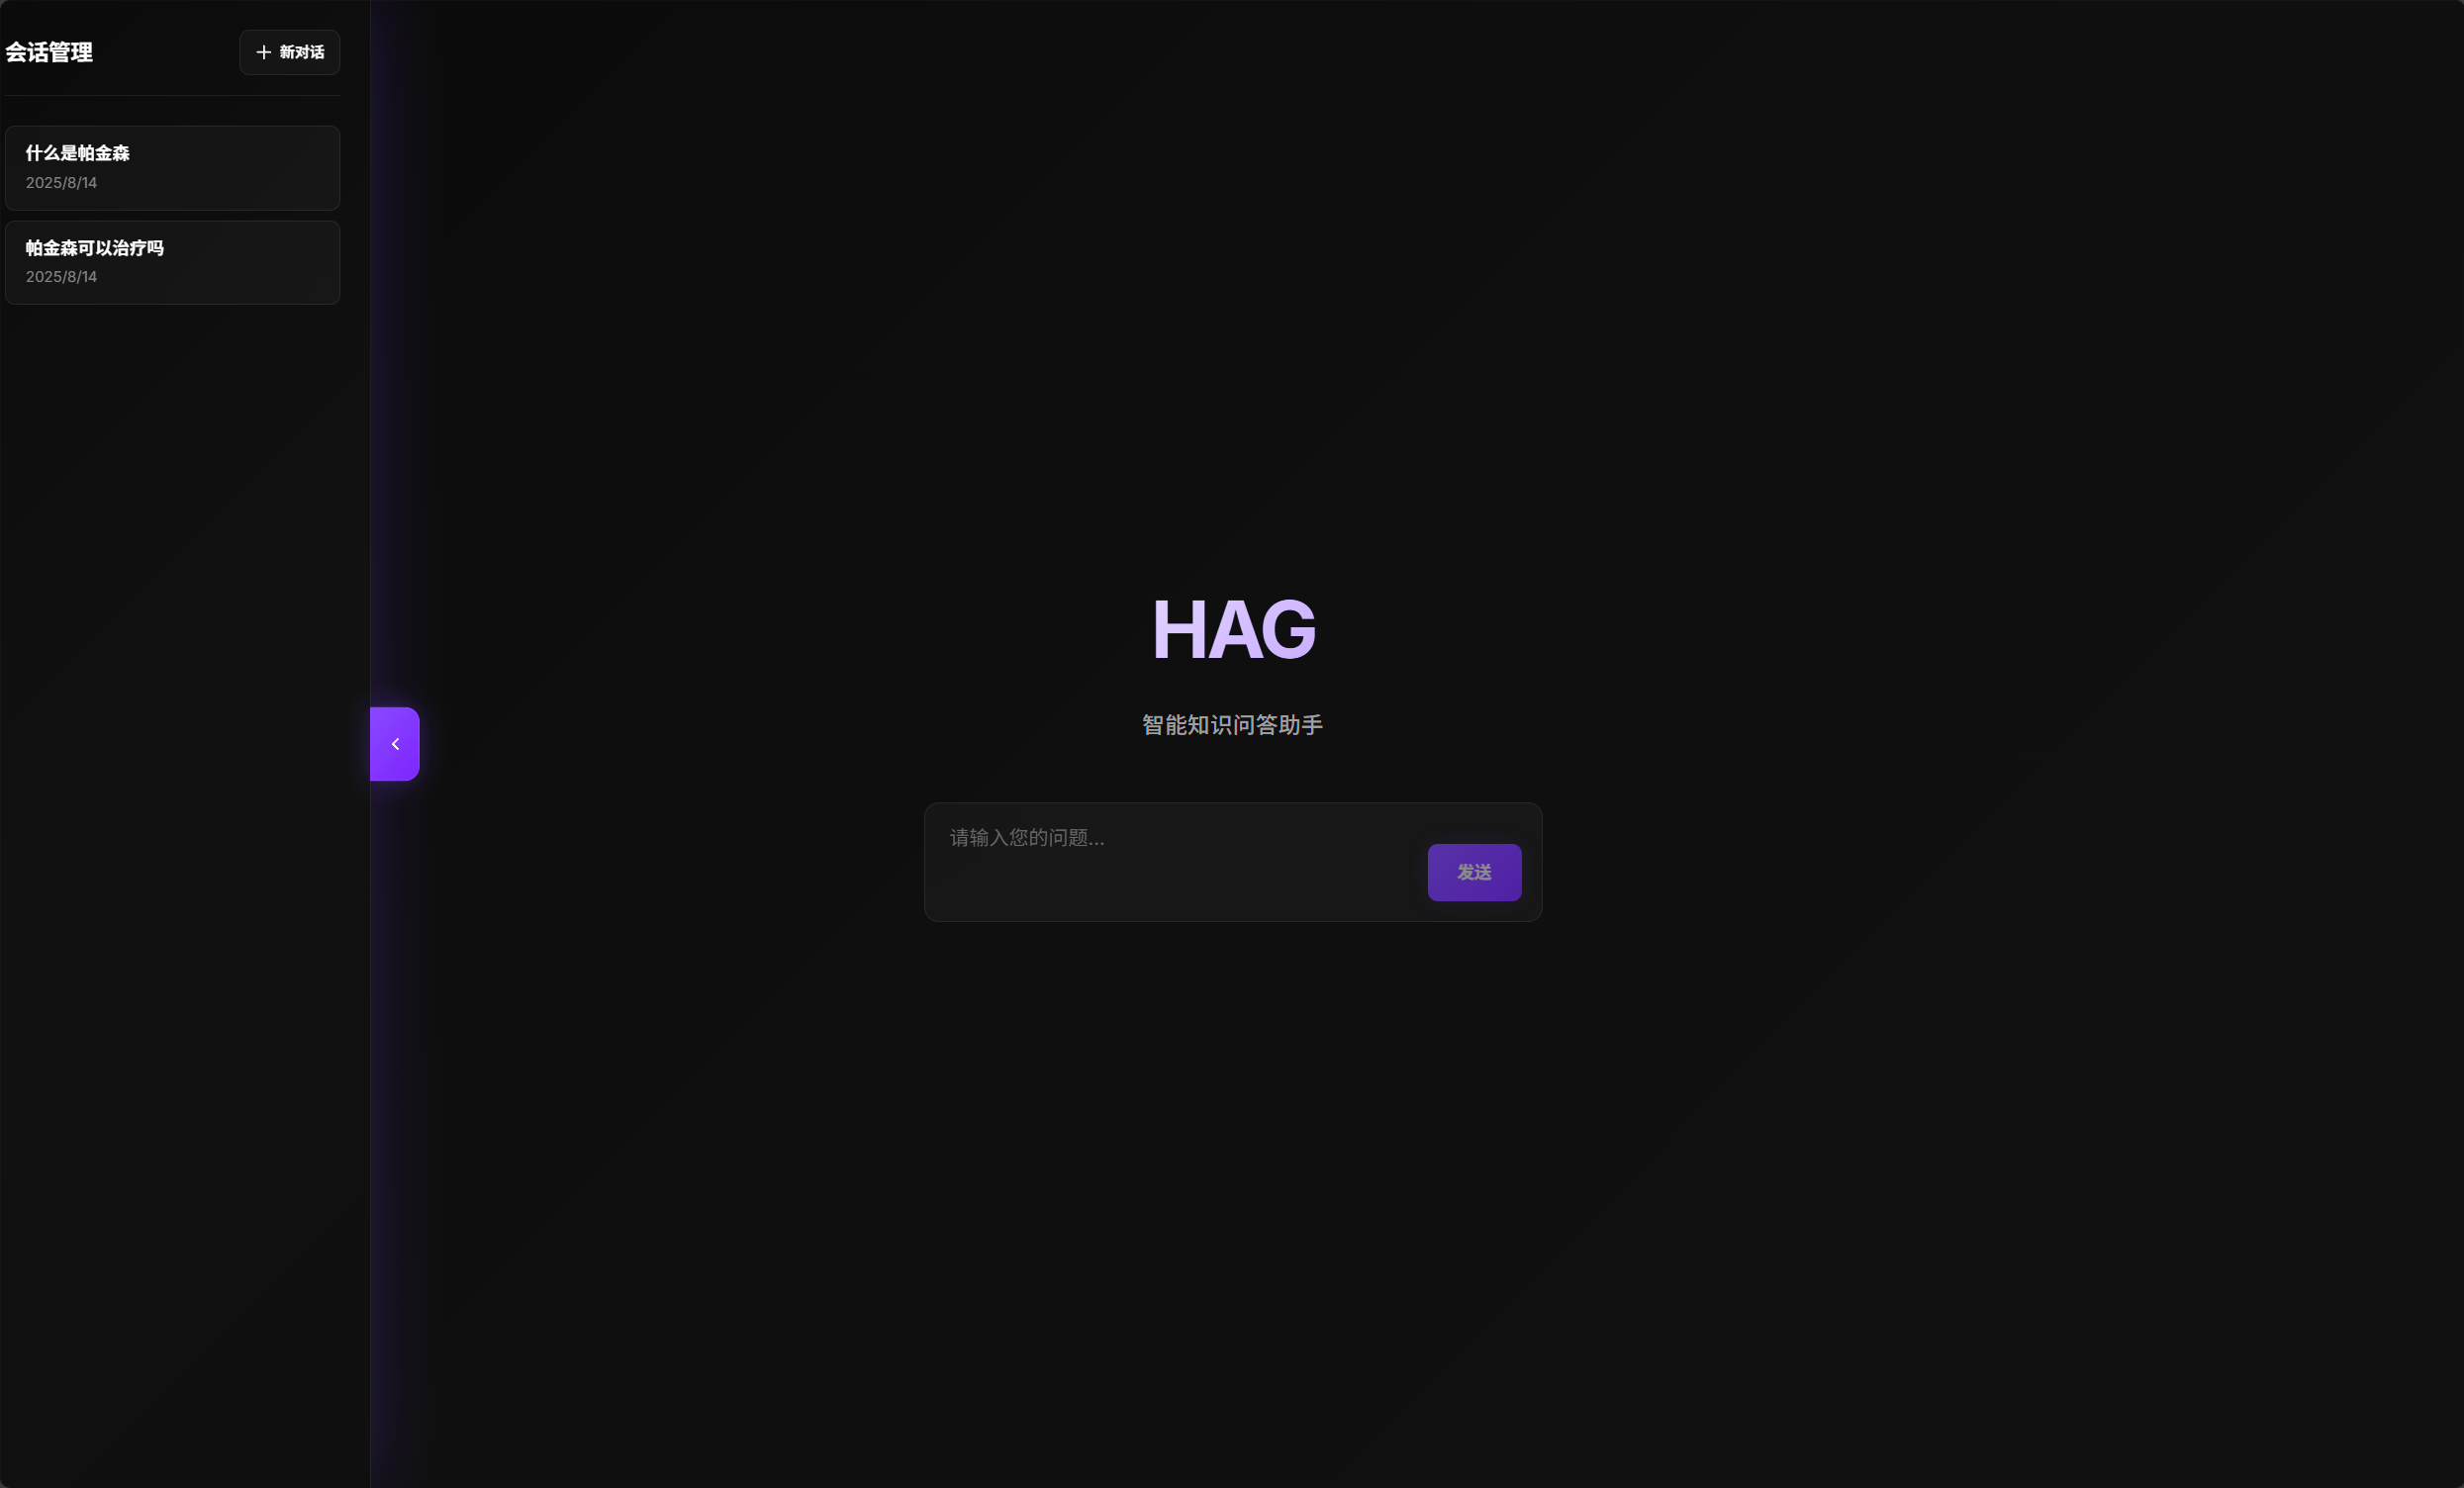 会话管理
新对话
什么是帕金森
2025/8/14
帕金森可以治疗吗
2025/8/14
HAG
智能知识问答助手
请输入您的问题...
发送